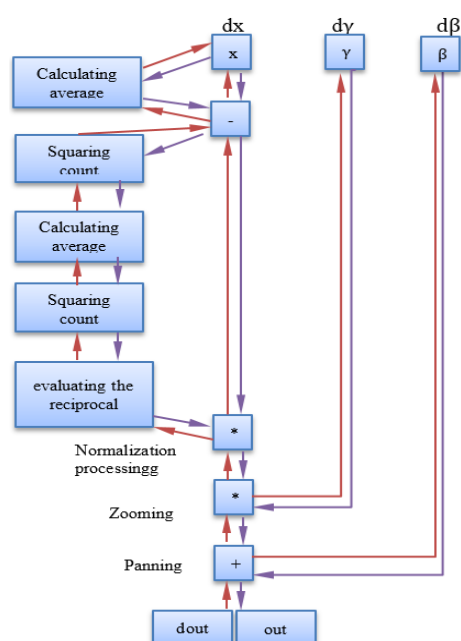 dx dγ dβ
x γ β
Calculating
average
-
Squaring
count
Calculating
average
Squaring
count
evaluating the
reciprocal
*
Normalization
processingg
*
Zooming
Panning
+
dout out